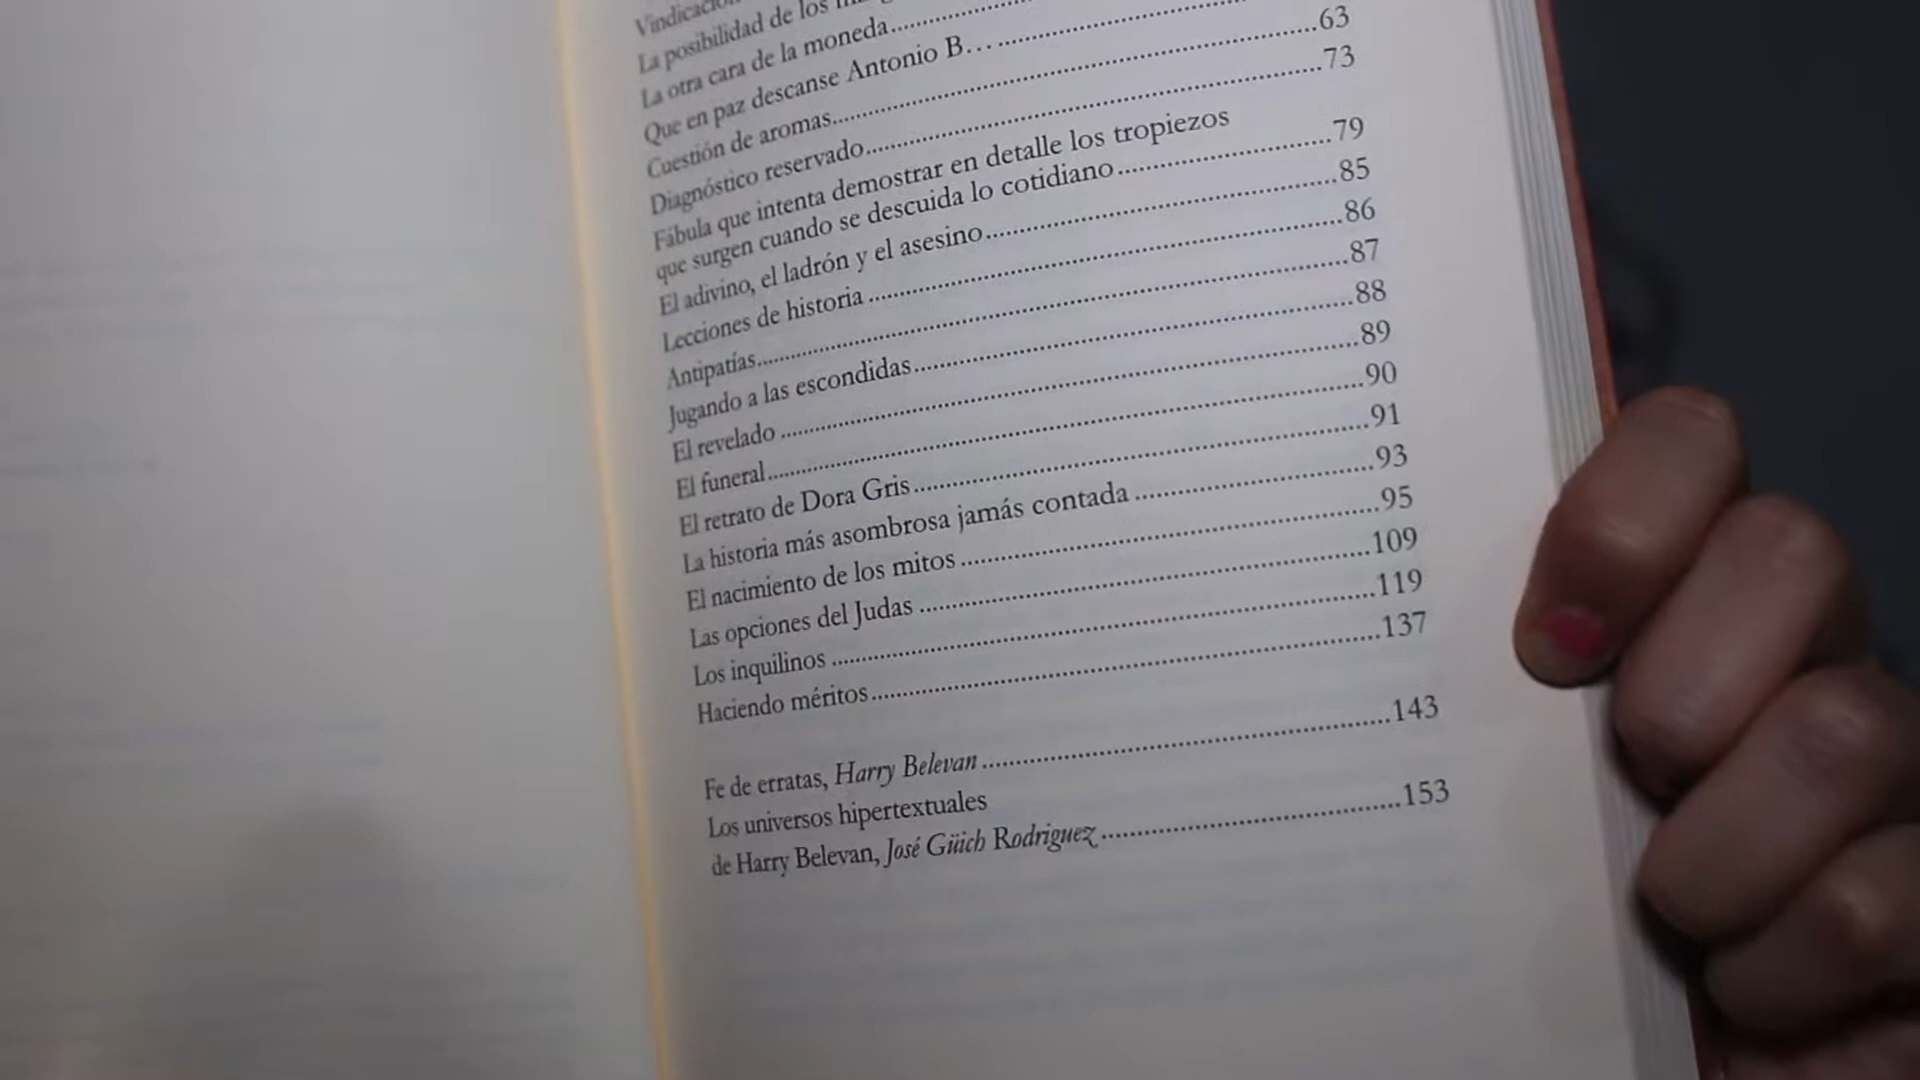 La posibilidad de los
La otra cara de la moneda..........
Que en paz descanse Antonio B... ..........
Cuestión de aromas..........63
Diagnóstico reservado..........73
Fábula que intenta demostrar en detalle los tropiezos
que surgen cuando se descuida lo cotidiano..........79
El adivino, el ladrón y el asesino..........85
Lecciones de historia..........86
Antipatías..........87
Jugando a las escondidas..........88
El revelado..........89
El funeral..........90
El retrato de Dora Gris..........91
La historia más asombrosa jamás contada..........93
El nacimiento de los mitos..........95
Las opciones del Judas..........109
Los inquilinos..........119
Haciendo méritos..........137
Fe de erratas, Harry Belevan..........143
Los universos hipertextuales
de Harry Belevan, José Güich Rodriguez..........153